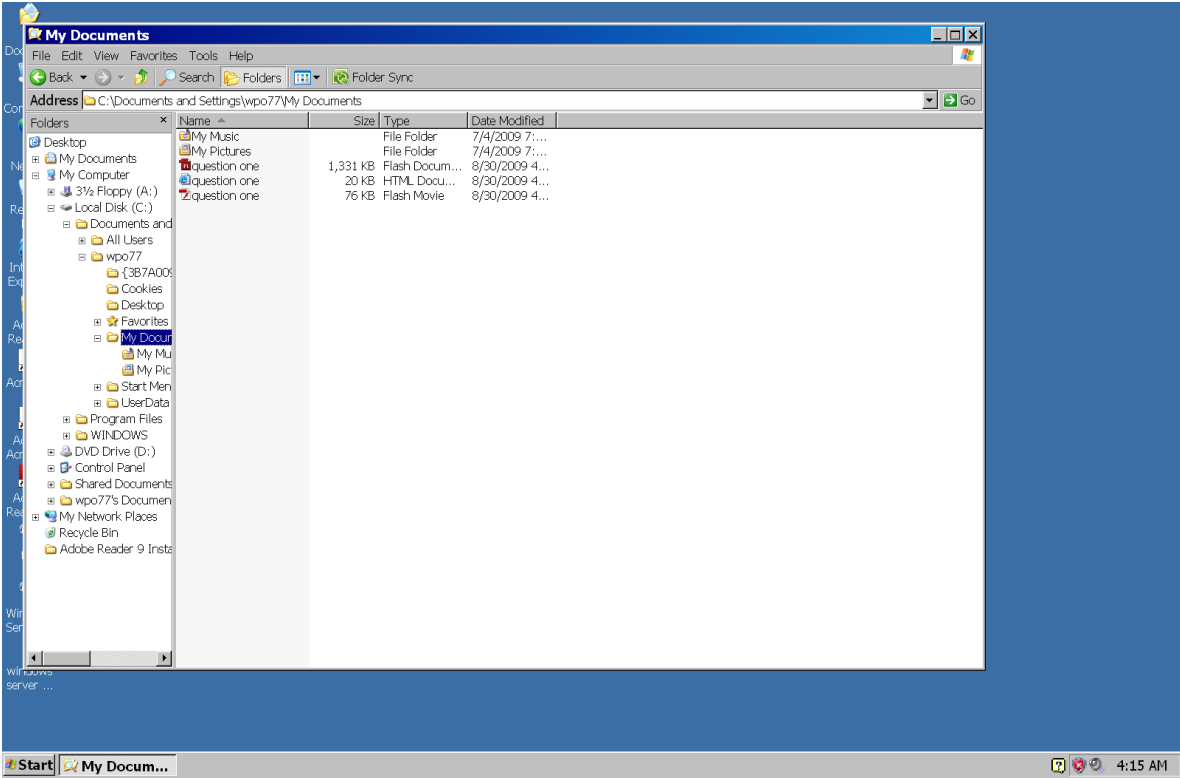 My Documents
File Edit View Favorites Tools Help
Back Search Folders Folder Sync
Address C:\Documents and Settings\wpo77\My Documents Go
Folders
Name Size Type Date Modified
My Music File Folder 7/4/2009 7:...
My Pictures File Folder 7/4/2009 7:...
question one 1,331 KB Flash Docum... 8/30/2009 4...
question one 20 KB HTML Docu... 8/30/2009 4...
question one 76 KB Flash Movie 8/30/2009 4...
Desktop
My Documents
My Computer
3½ Floppy (A:)
Local Disk (C:)
Documents and
All Users
wpo77
{3B7A009
Cookies
Desktop
Favorites
My Docum
My Mu
My Pic
Start Men
UserData
Program Files
WINDOWS
DVD Drive (D:)
Control Panel
Shared Documents
wpo77's Documen
My Network Places
Recycle Bin
Adobe Reader 9 Insta
windows
server ...
Start My Docum... 4:15 AM